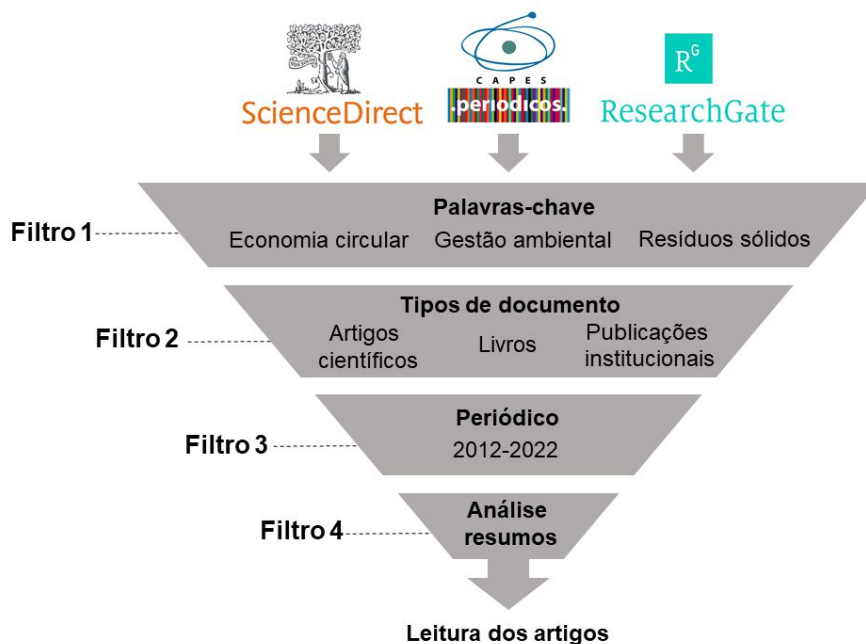 CAPES
.periodicos.
R^G
ScienceDirect
ResearchGate
Palavras-chave
Filtro 1
Economia circular
Gestão ambiental
Resíduos sólidos
Tipos de documento
Filtro 2
Artigos
científicos
Livros
Publicações
institucionais
Periódico
Filtro 3
2012-2022
Análise
resumos
Filtro 4
Leitura dos artigos